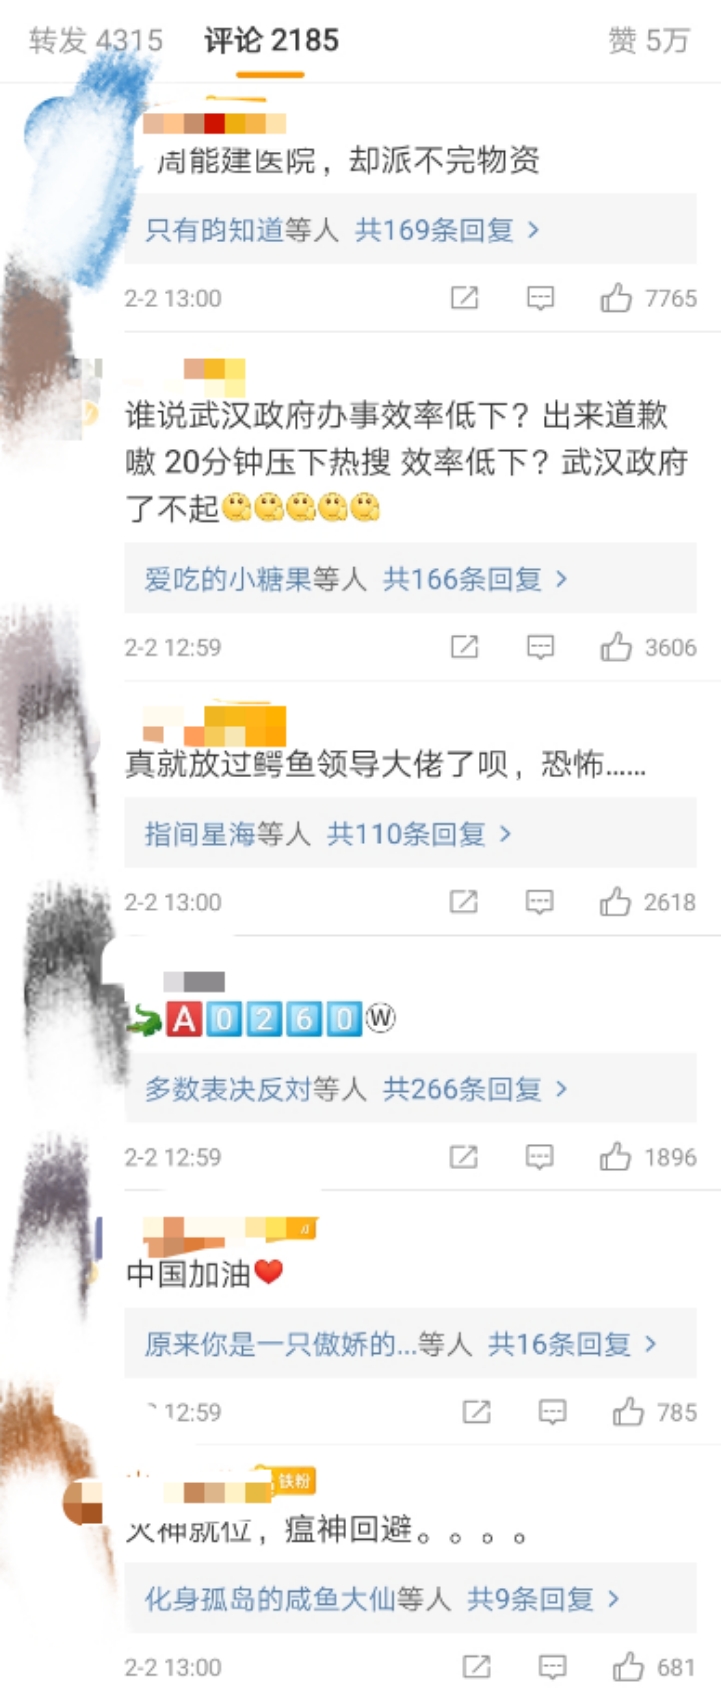 转发 4315 评论 2185 赞 5万
周能建医院，却派不完物资
只有昀知道等人 共169条回复 >
2-2 13:00 7765
谁说武汉政府办事效率低下？出来道歉
嗷 20分钟压下热搜 效率低下？武汉政府
了不起
爱吃的小糖果等人 共166条回复 >
2-2 12:59 3606
真就放过鳄鱼领导大佬了呗，恐怖......
指间星海等人 共110条回复 >
2-2 13:00 2618
🐊🅰0️⃣2️⃣6️⃣0️⃣Ⓦ
多数表决反对等人 共266条回复 >
2-2 12:59 1896
中国加油❤
原来你是一只傲娇的...等人 共16条回复 >
12:59 785
铁粉
火神就位，瘟神回避。。。。
化身孤岛的咸鱼大仙等人 共9条回复 >
2-2 13:00 681